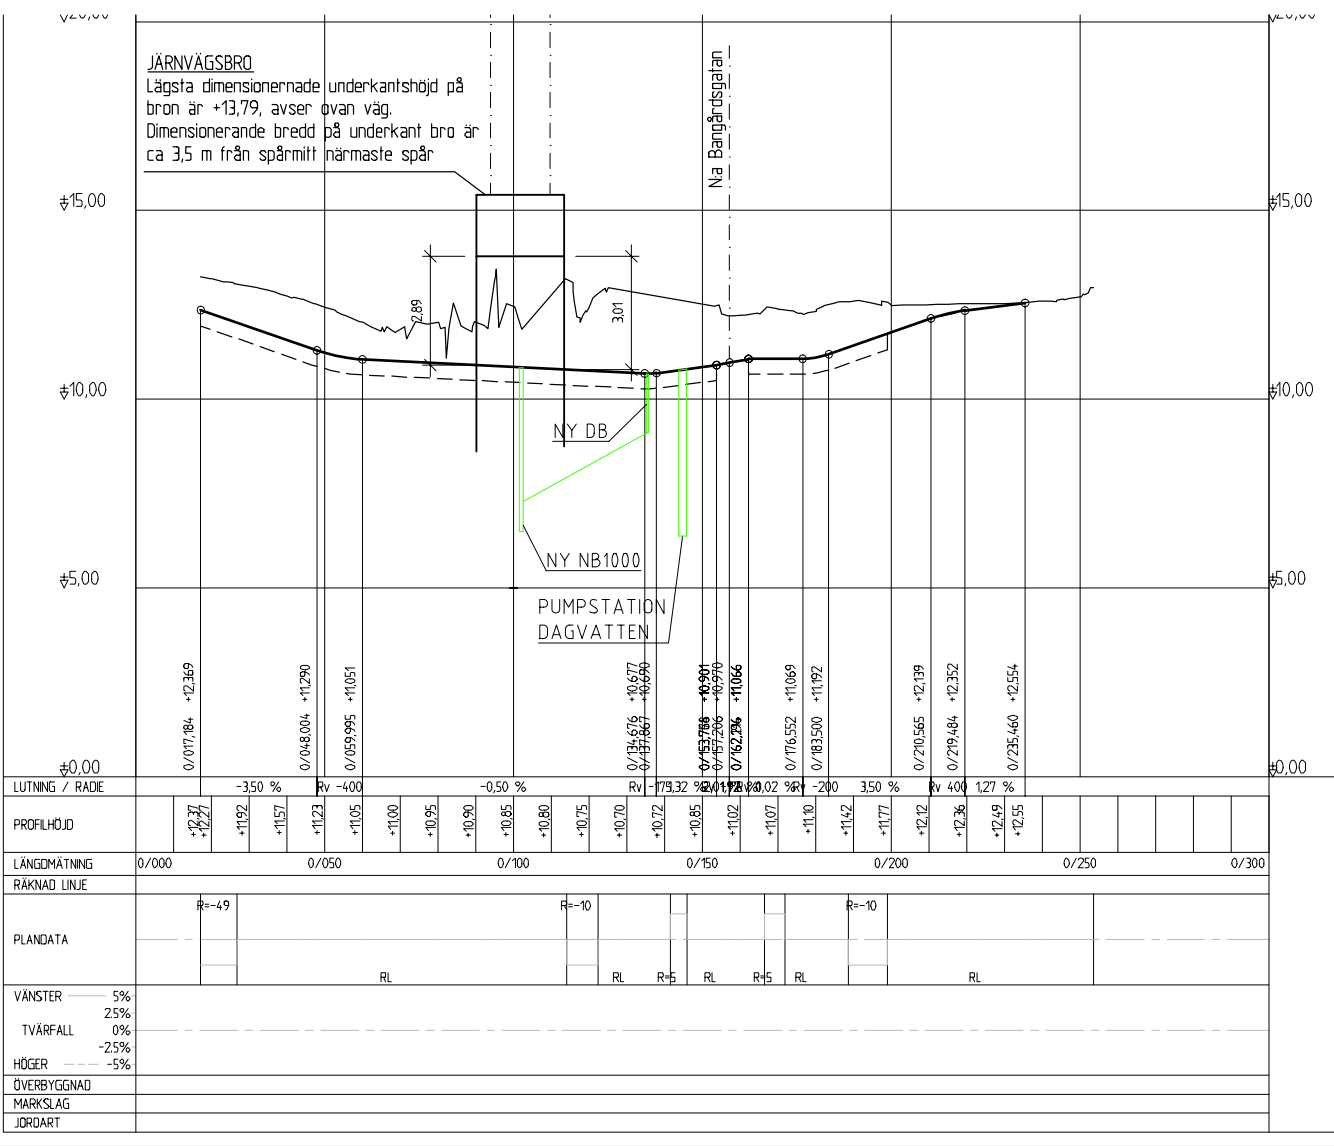 JÄRNVÄGSBRO
Lägsta dimensionernade underkantshöjd på
bron är +13,79, avser ovan väg.
Dimensionerande bredd på underkant bro är
ca 3,5 m från spårmitt närmaste spår
N:a Bangårdsgatan
+15,00
+15,00
2,89
3,01
+10,00
+10,00
NY DB
NY NB1000
+5,00
+5,00
PUMPSTATION
DAGVATTEN
0/017,184 +12,369
0/048,004 +11,290
0/059,995 +11,051
0/134,676 +10,677
0/137,867 +10,690
+10,901
0/157,206 +10,970
+11,066
0/176,552 +11,069
0/183,500 +11,192
0/210,565 +12,139
0/219,484 +12,352
0/235,460 +12,554
+0,00
+0,00
LUTNING / RADIE -3,50 % Rv -400 -0,50 % Rv 0,02 % Rv -200 3,50 % Rv 400 1,27 %
PROFILHÖJD +12,37 +12,27 +11,92 +11,57 +11,23 +11,05 +11,00 +10,95 +10,90 +10,85 +10,80 +10,75 +10,70 +10,72 +10,85 +11,02 +11,07 +11,10 +11,42 +11,77 +12,12 +12,36 +12,49 +12,55
LÄNGDMÄTNING 0/000 0/050 0/100 0/150 0/200 0/250 0/300
RÄKNAD LINJE
R=-49 R=-10 R=-10
PLANDATA
RL RL R=5 RL R=5 RL RL
VÄNSTER 5%
2.5%
TVÄRFALL 0%
-2.5%
HÖGER -5%
ÖVERBYGGNAD
MARKSLAG
JORDART